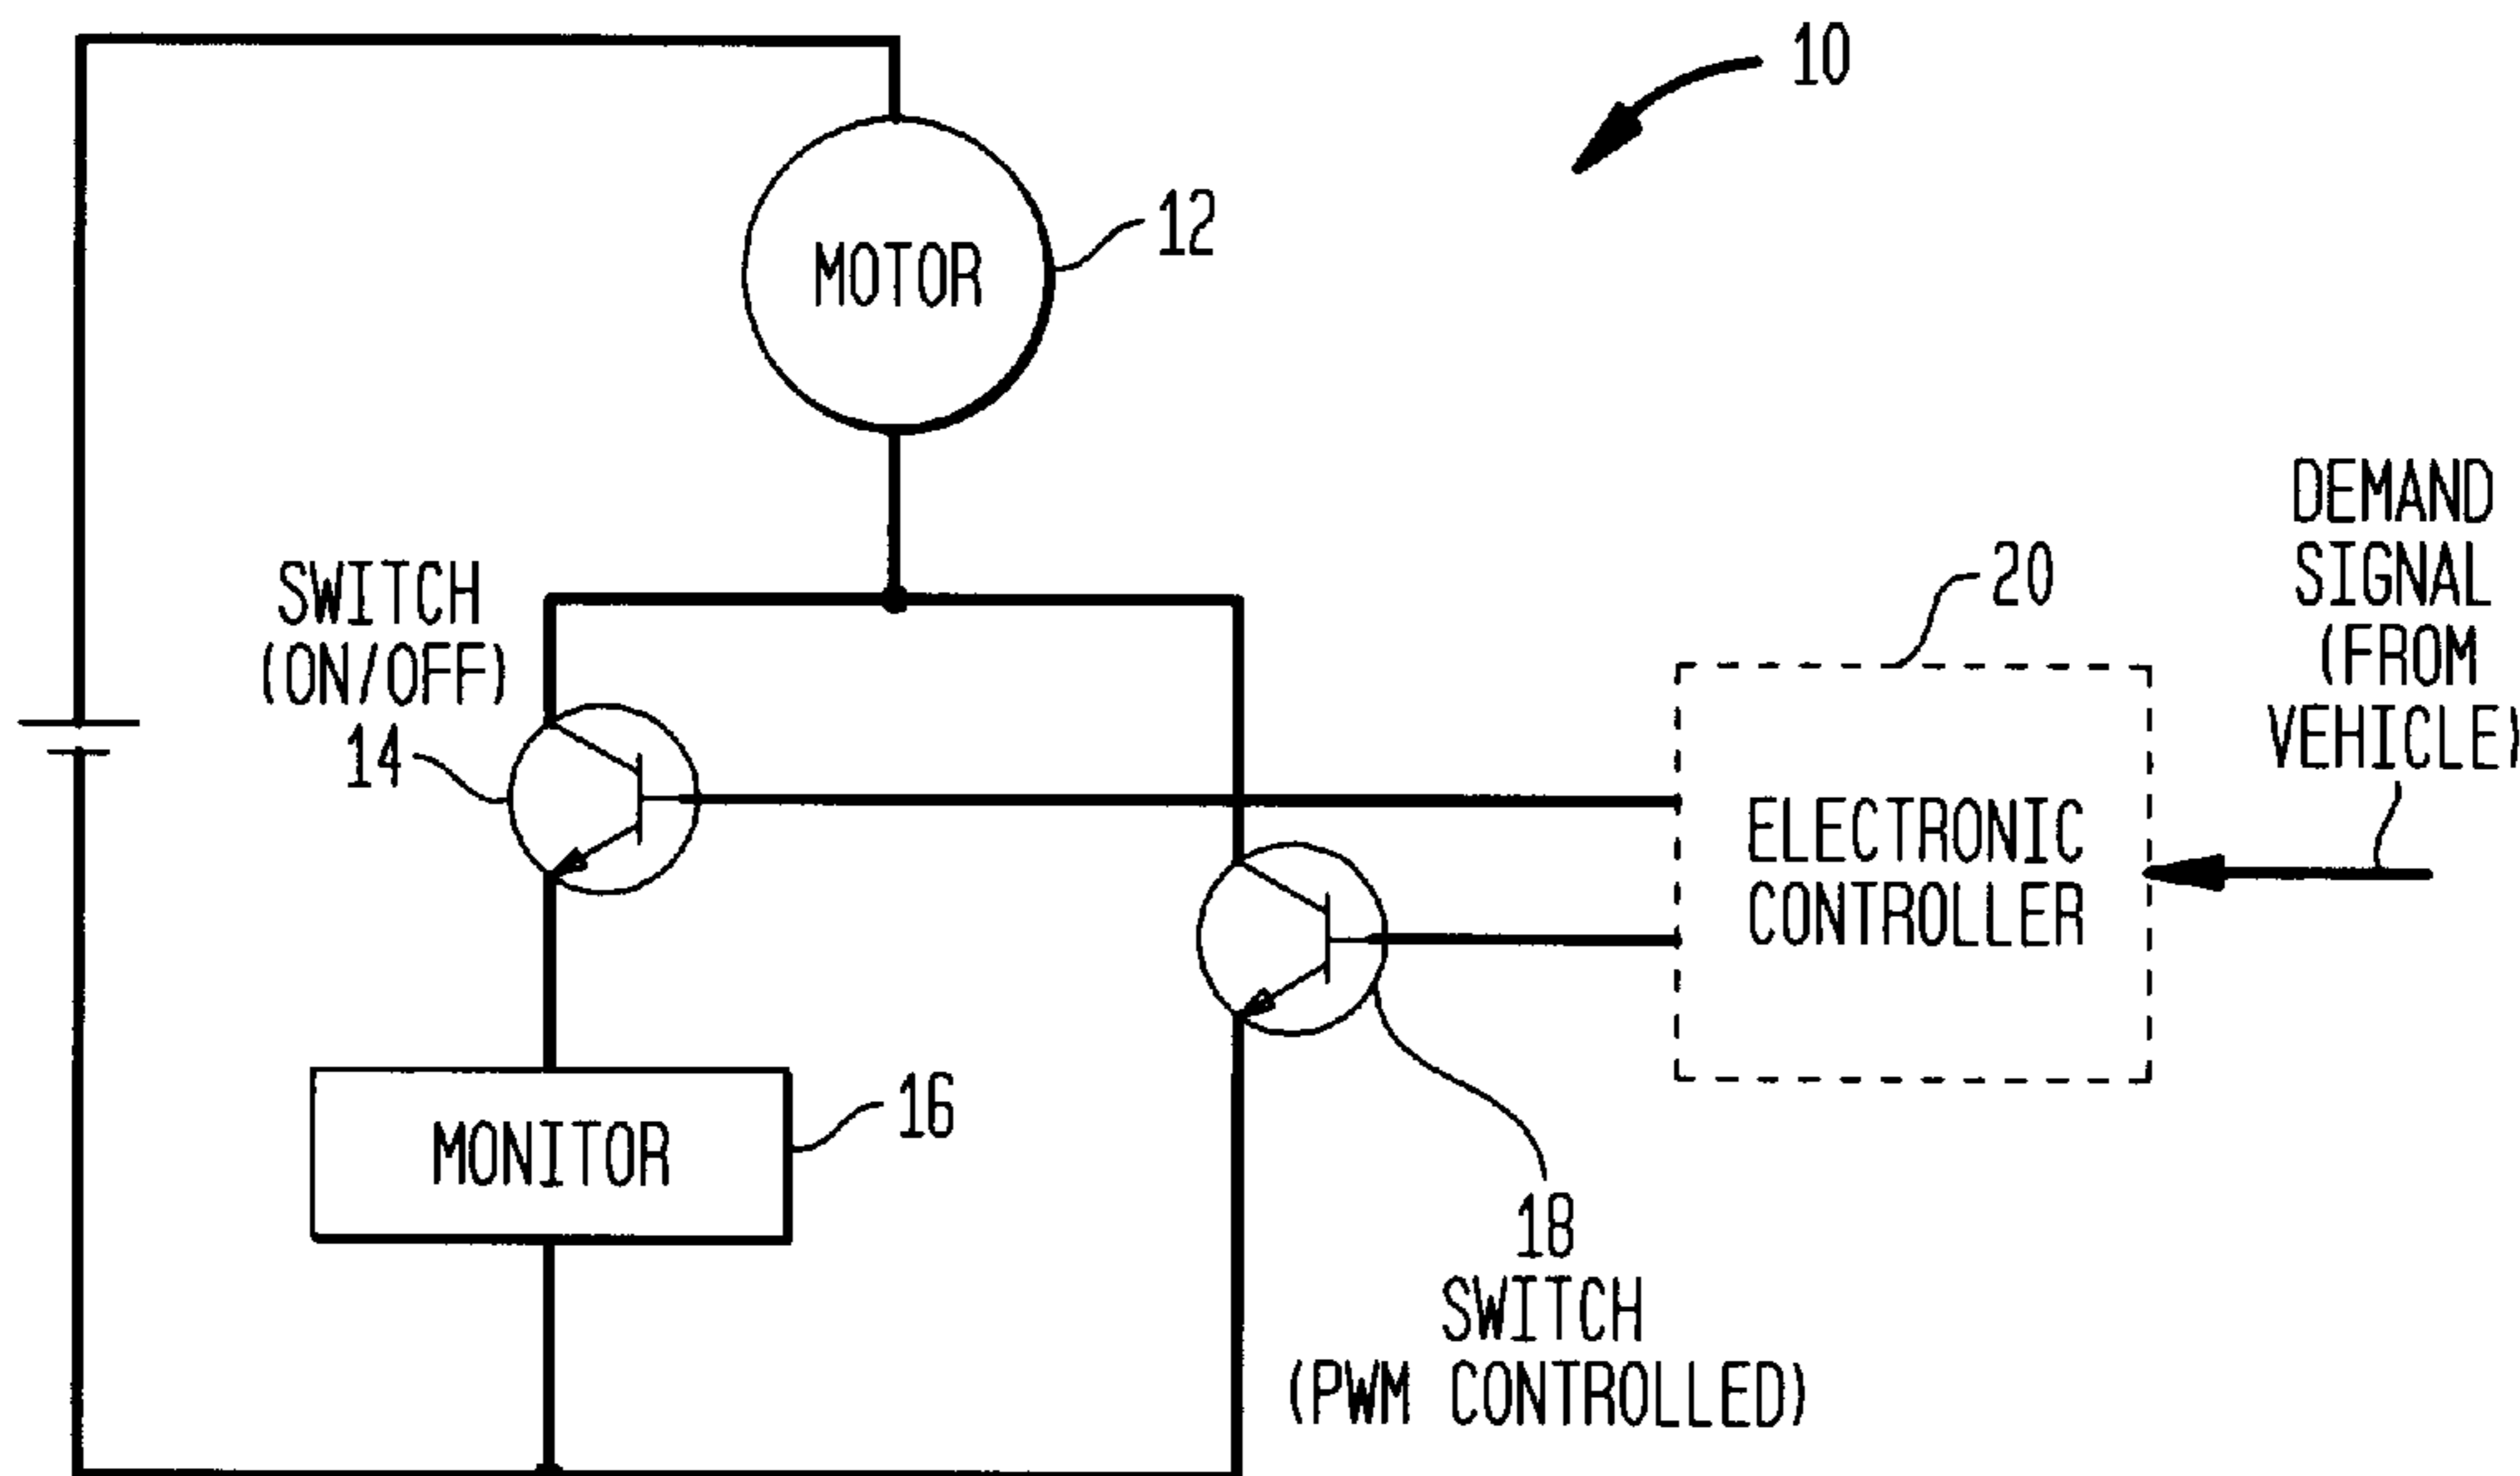 10
12
MOTOR
DEMAND
SIGNAL
(FROM
VEHICLE)
20
SWITCH
(ON/OFF)
14
ELECTRONIC
CONTROLLER
16
MONITOR
18
SWITCH
(PWM CONTROLLED)